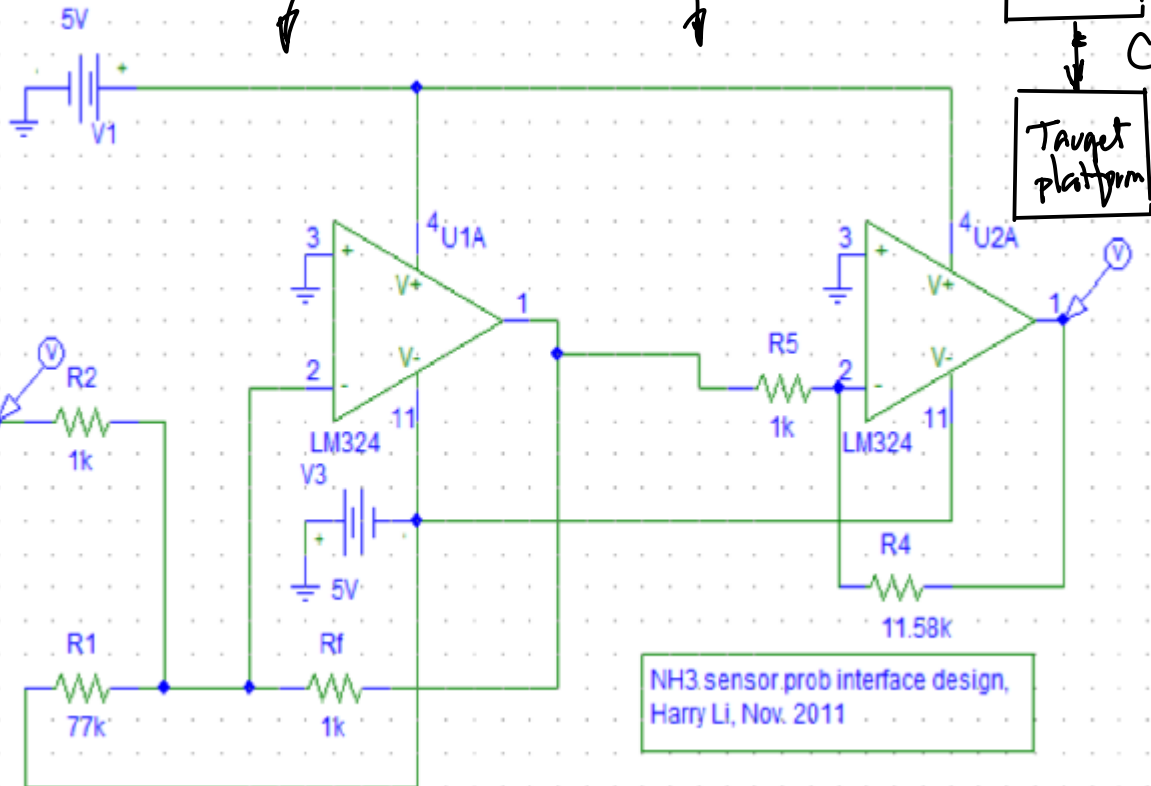 5V
+
V1
C
Tauget
platform
4
U1A
3
+
V+
1
V-
2
-
11
LM324
4
U2A
3
+
V+
1
V
V-
2
-
11
LM324
V
R2
1k
R5
1k
V3
+
5V
R4
11.58k
R1
77k
Rf
1k
NH3 sensor prob interface design,
Harry Li, Nov. 2011